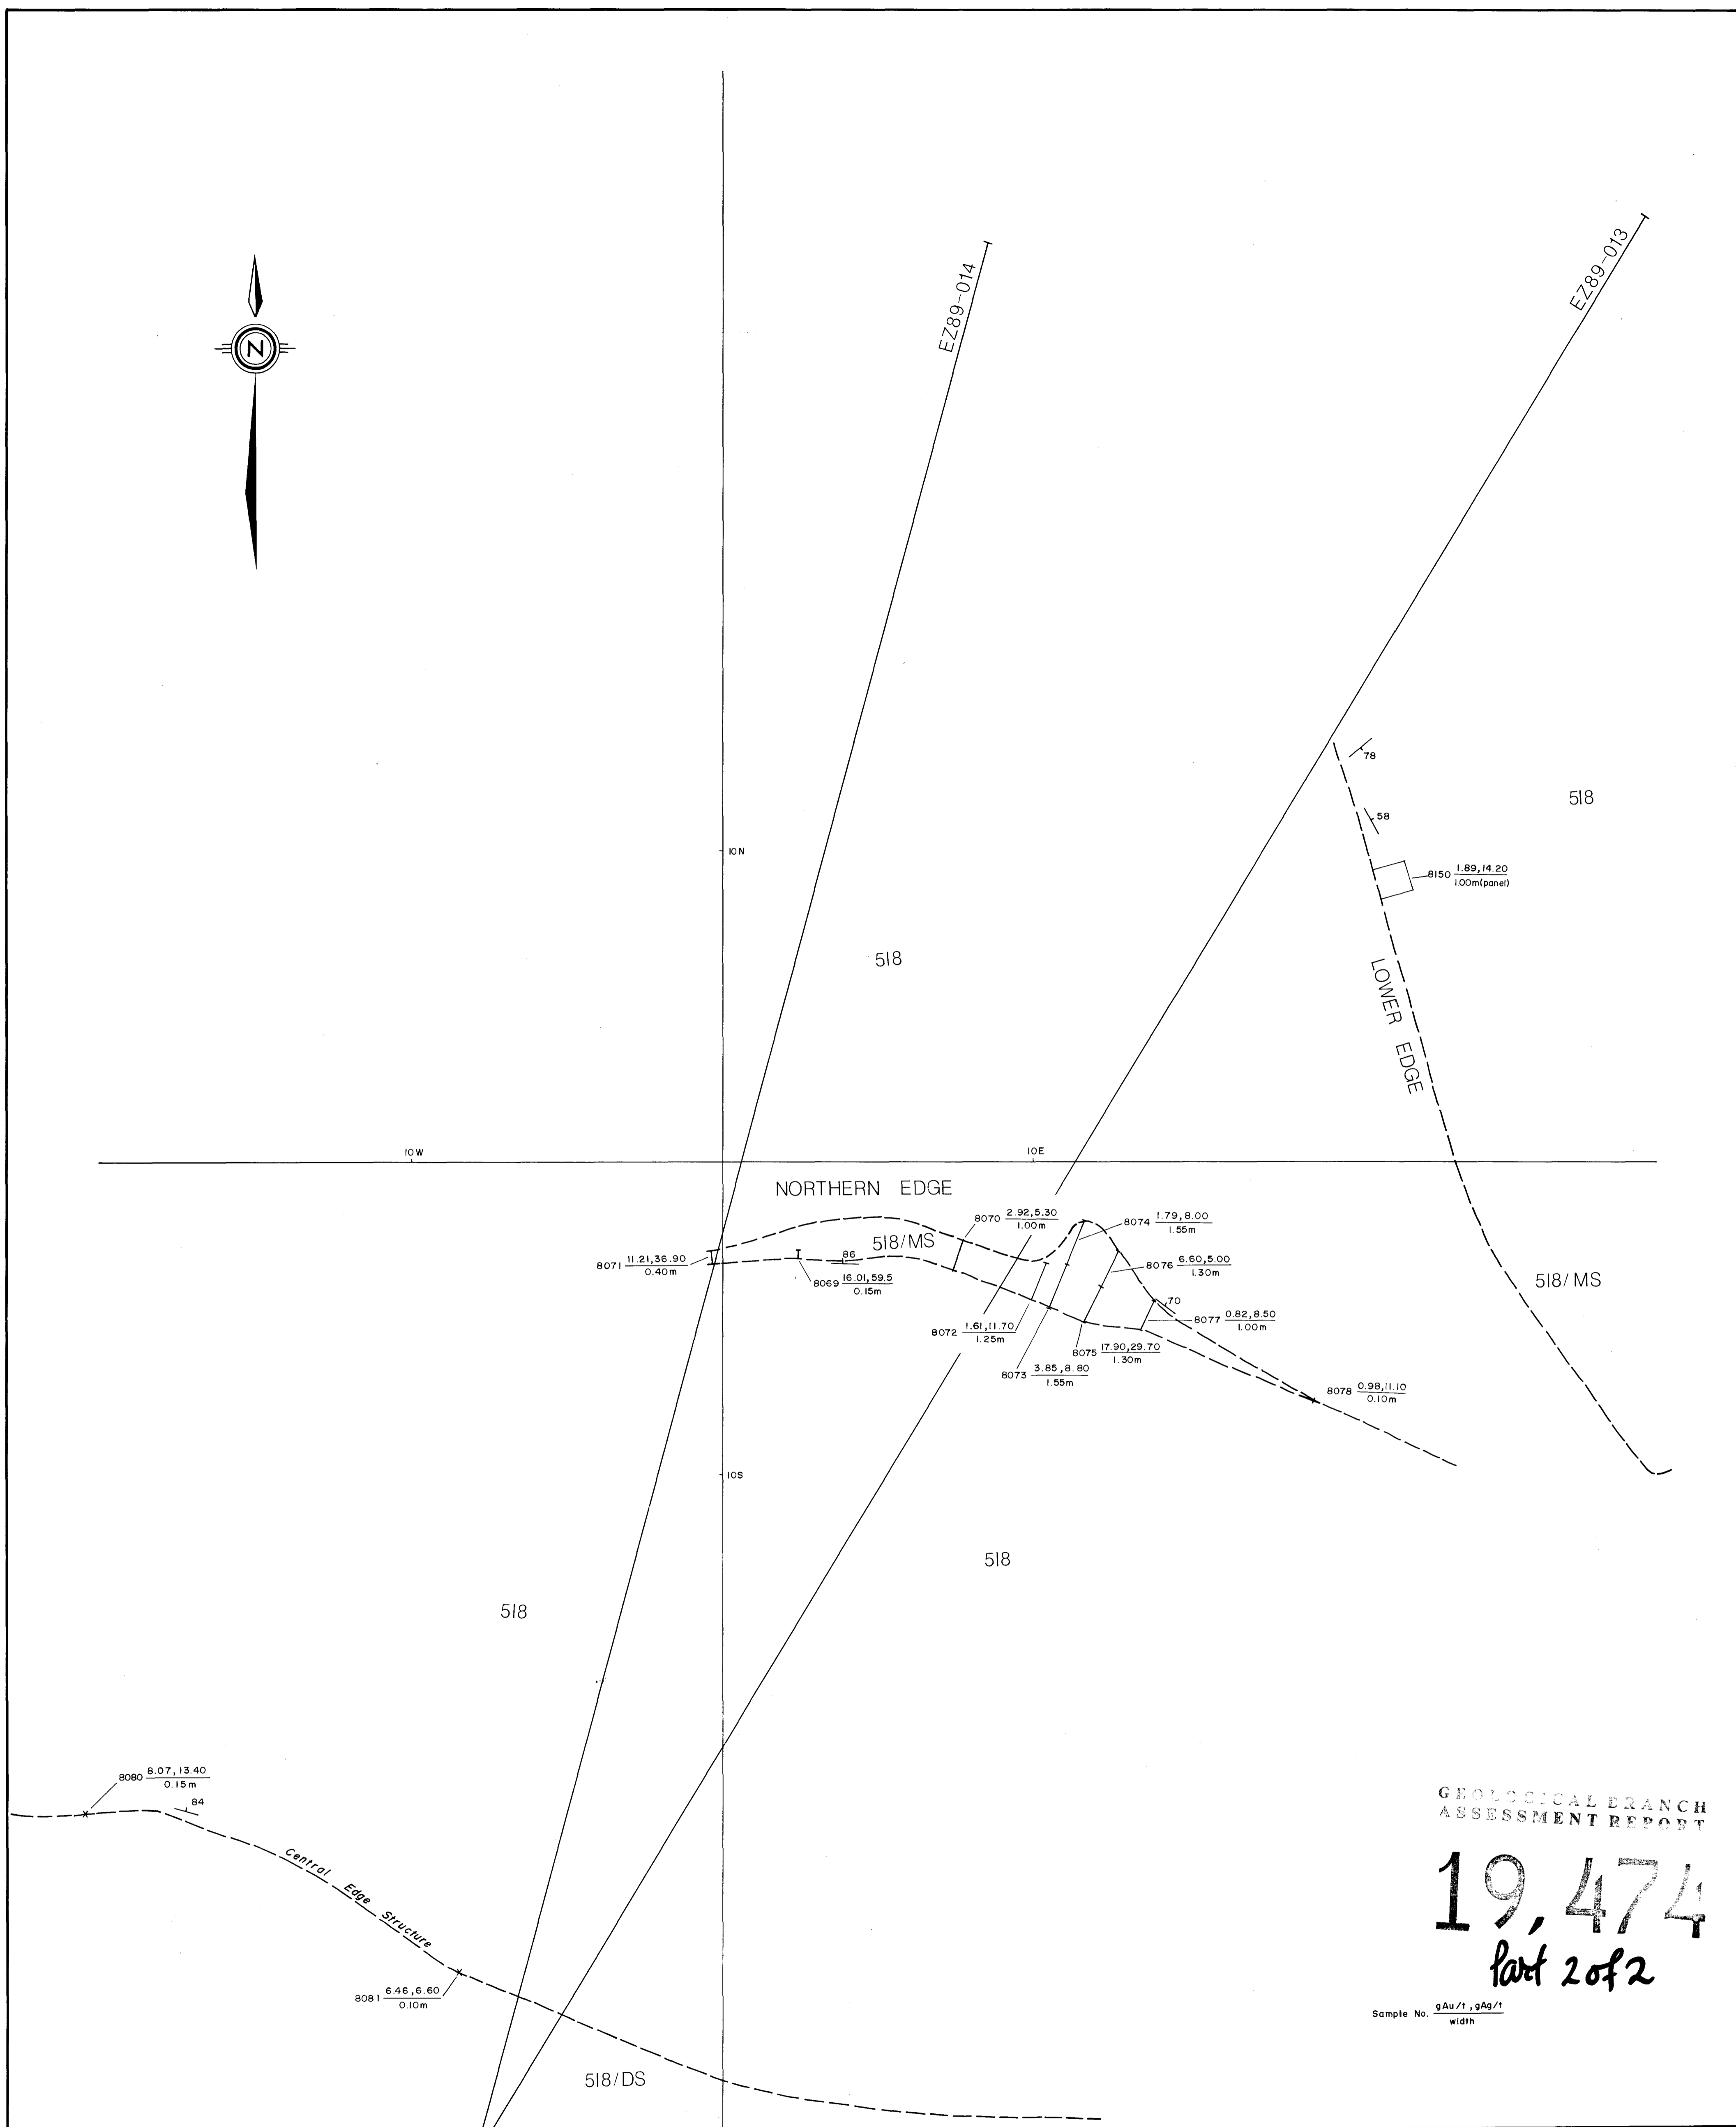 EZ89-014
EZ89-013
N
78
58
518
10N
8150 1.89,14.20
1.00m(panel)
518
LOWER EDGE
10W
10E
NORTHERN EDGE
8070 2.92,5.30
1.00m
8074 1.79,8.00
1.55m
518/MS
86
8071 11.21,36.90
0.40m
8069 16.01,59.5
0.15m
8076 6.60,5.00
1.30m
518/MS
70
8077 0.82,8.50
1.00m
8072 1.61,11.70
1.25m
8075 17.90,29.70
1.30m
8073 3.85,8.80
1.55m
8078 0.98,11.10
0.10m
10S
518
518
8080 8.07,13.40
0.15m
84
Central Edge Structure
GEOLOGICAL BRANCH
ASSESSMENT REPORT
19,474
Part 2 of 2
8081 6.46,6.60
0.10m
Sample No. gAu/t, gAg/t
width
518/DS